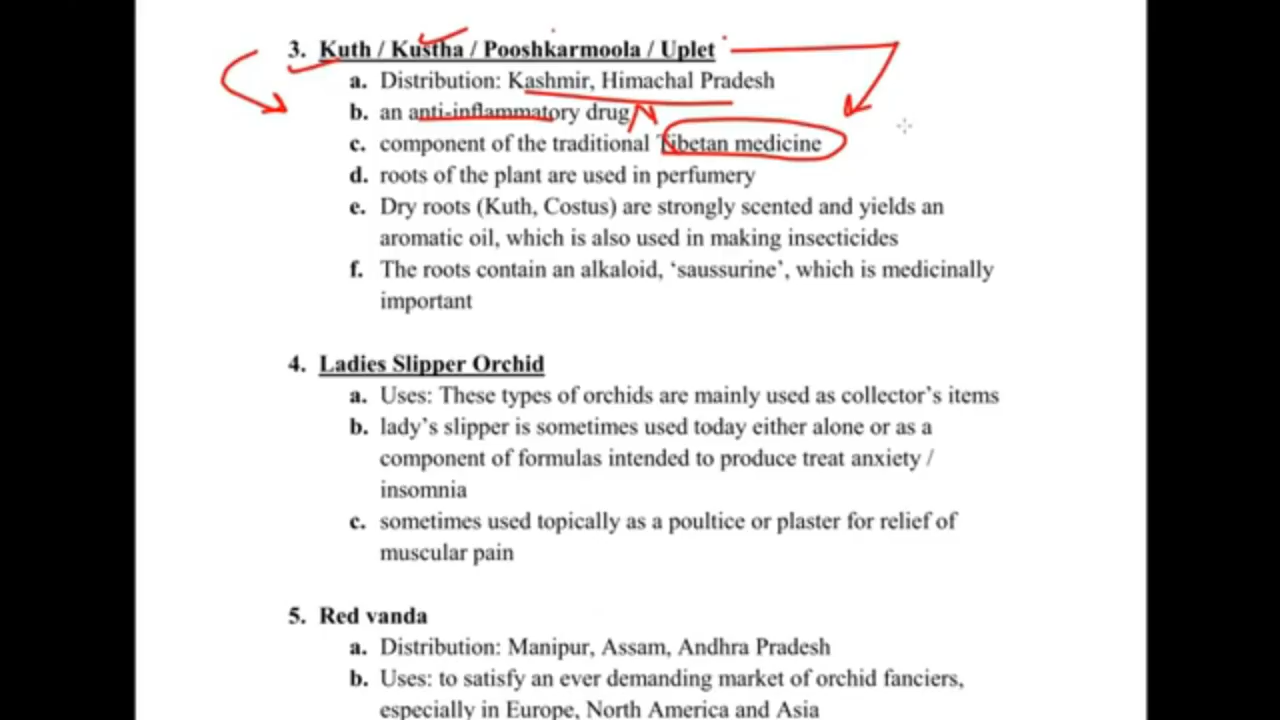 3. Kuth / Kustha / Pooshkarmoola / Uplet
a. Distribution: Kashmir, Himachal Pradesh
b. an anti-inflammatory drug
c. component of the traditional Tibetan medicine
d. roots of the plant are used in perfumery
e. Dry roots (Kuth, Costus) are strongly scented and yields an
aromatic oil, which is also used in making insecticides
f. The roots contain an alkaloid, ‘saussurine’, which is medicinally
important
4. Ladies Slipper Orchid
a. Uses: These types of orchids are mainly used as collector’s items
b. lady’s slipper is sometimes used today either alone or as a
component of formulas intended to produce treat anxiety /
insomnia
c. sometimes used topically as a poultice or plaster for relief of
muscular pain
5. Red vanda
a. Distribution: Manipur, Assam, Andhra Pradesh
b. Uses: to satisfy an ever demanding market of orchid fanciers,
especially in Europe, North America and Asia